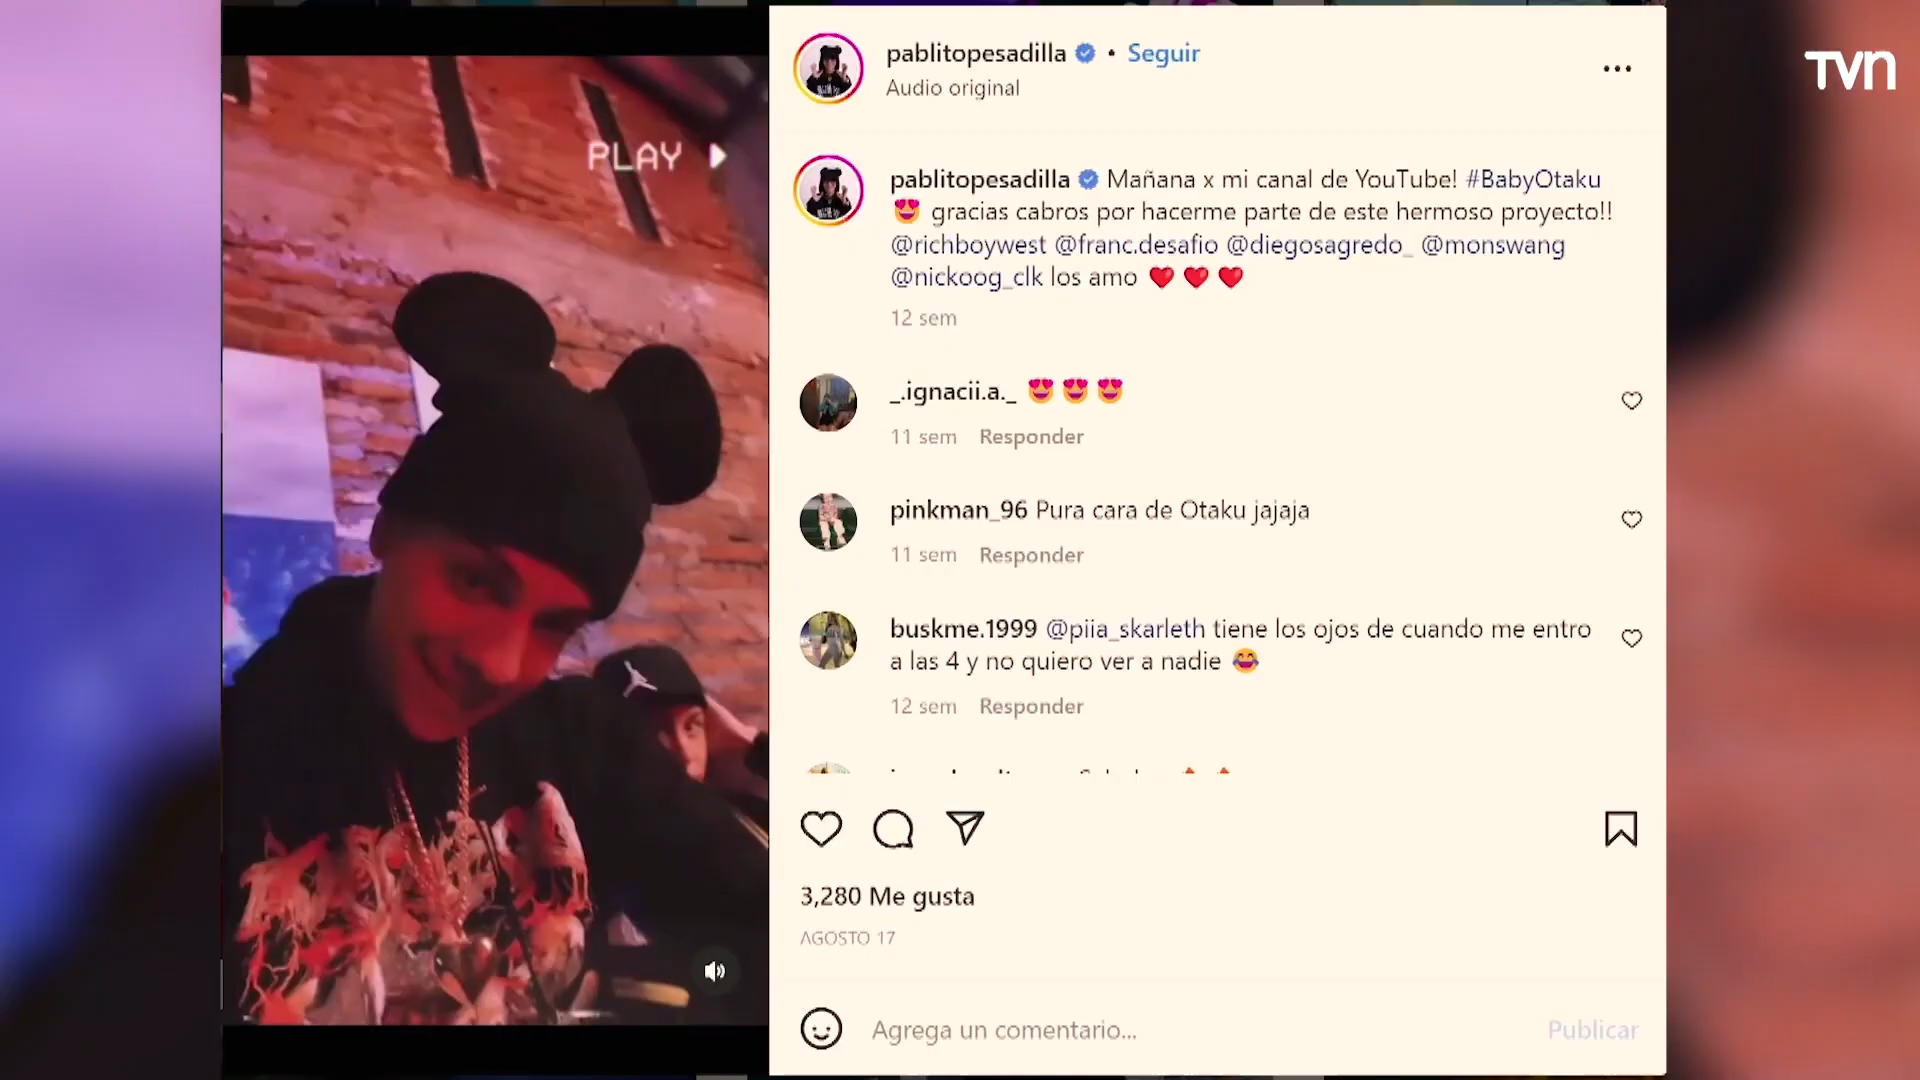 PLAY
pablitopesadilla • Seguir
Audio original
TVN
pablitopesadilla Mañana x mi canal de YouTube! #BabyOtaku
😍 gracias cabros por hacerme parte de este hermoso proyecto!!
@richboywest @franc.desafio @diegosagredo_ @monswang
@nickoog_clk los amo ❤️ ❤️ ❤️
12 sem
_.ignacii.a._ 😍 😍 😍
11 sem Responder
pinkman_96 Pura cara de Otaku jajaja
11 sem Responder
buskme.1999 @piia_skarleth tiene los ojos de cuando me entro
a las 4 y no quiero ver a nadie 😂
12 sem Responder
3,280 Me gusta
AGOSTO 17
Agrega un comentario...
Publicar